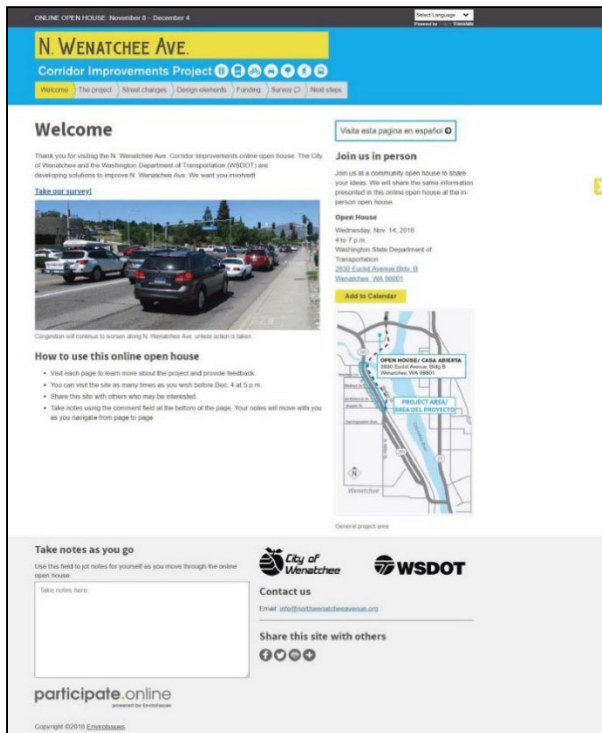 ONLINE OPEN HOUSE: November 8 – December 4
Select Language
Powered by Translate
N. WENATCHEE AVE.
Corridor Improvements Project
Welcome
The project
Street changes
Design elements
Funding
Survey
Next steps
Welcome
Thank you for visiting the N. Wenatchee Ave. Corridor Improvements online open house. The City
of Wenatchee and the Washington Department of Transportation (WSDOT) are
developing solutions to improve N. Wenatchee Ave. We want you involved!
Take our survey!
Congestion will continue to worsen along N. Wenatchee Ave. unless action is taken.
How to use this online open house
• Visit each page to learn more about the project and provide feedback.
• You can visit the site as many times as you wish before Dec. 4 at 5 p.m.
• Share this site with others who may be interested.
• Take notes using the comment field at the bottom of the page. Your notes will move with you
as you navigate from page to page.
Visita esta pagina en español
Join us in person
Join us at a community open house to share
your ideas. We will share the same information
presented in this online open house at the in-
person open house.
Open House
Wednesday, Nov. 14, 2018
4 to 7 p.m.
Washington State Department of
Transportation
2830 Euclid Avenue Bldg. B
Wenatchee, WA 98801
Add to Calendar
OPEN HOUSE/ CASA ABIERTA
2830 Euclid Avenue, Bldg B
Wenatchee, WA 98801
PROJECT AREA/
ÁREA DEL PROYECTO
Wenatchee
General project area
Take notes as you go
Use this field to jot notes for yourself as you move through the online
open house.
Take notes here.
participate.online
powered by EnviroIssues
Copyright ©2018 EnviroIssues
City of
Wenatchee
WSDOT
Contact us
Email: info@northwenatcheeavenue.org
Share this site with others